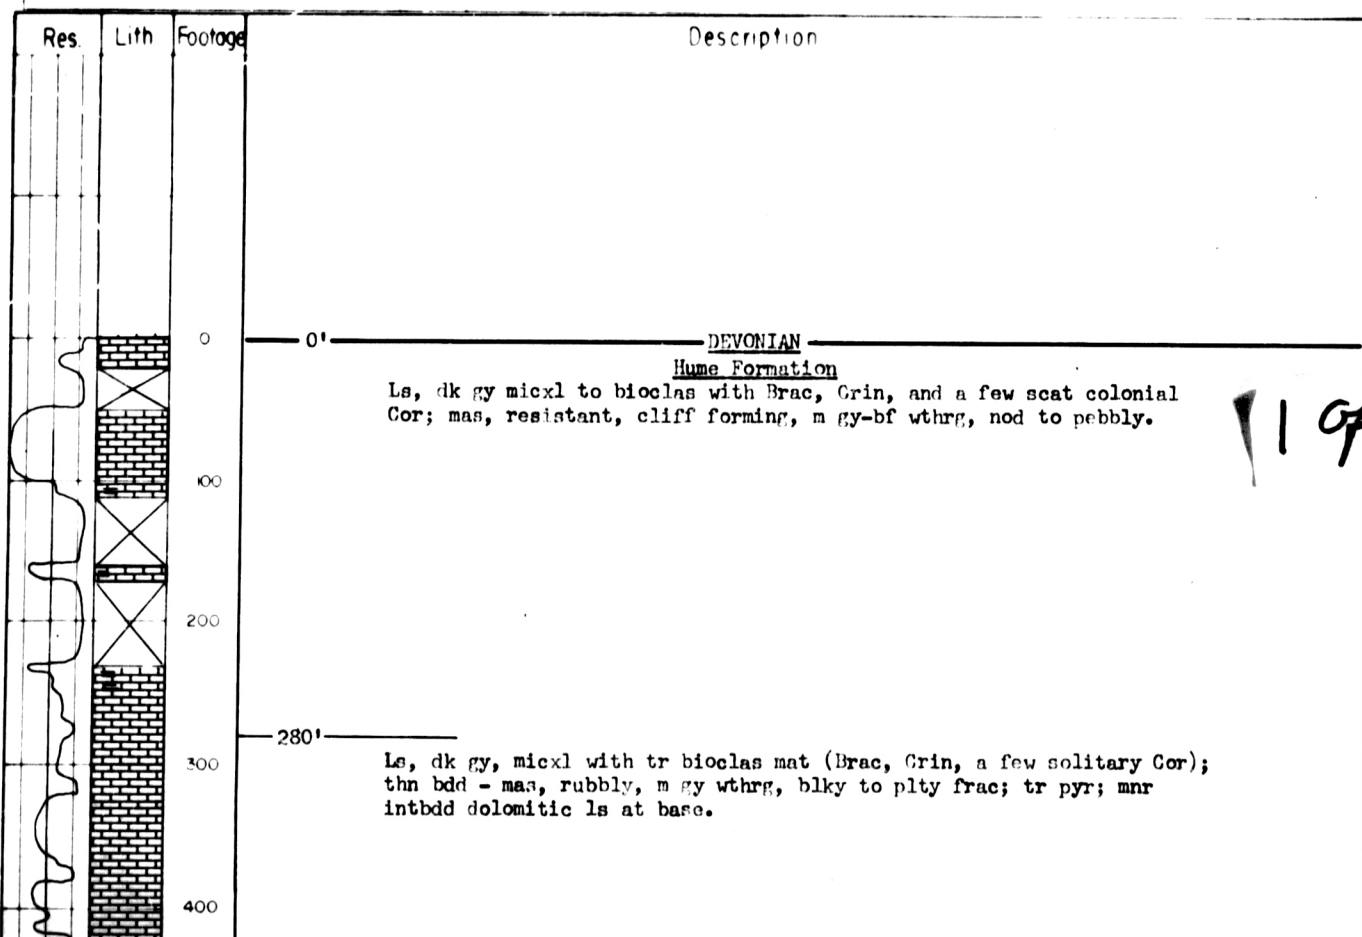 Res. Lith Footage Description
0 0' DEVONIAN
Hume Formation
Ls, dk gy micxl to bioclas with Brac, Crin, and a few scat colonial
Cor; mas, resistant, cliff forming, m gy-bf wthrg, nod to pebbly.
1 of
100
200
280'
300
Ls, dk gy, micxl with tr bioclas mat (Brac, Crin, a few solitary Cor);
thn bdd - mas, rubbly, m gy wthrg, blky to plty frac; tr pyr; mnr
intbdd dolomitic ls at base.
400